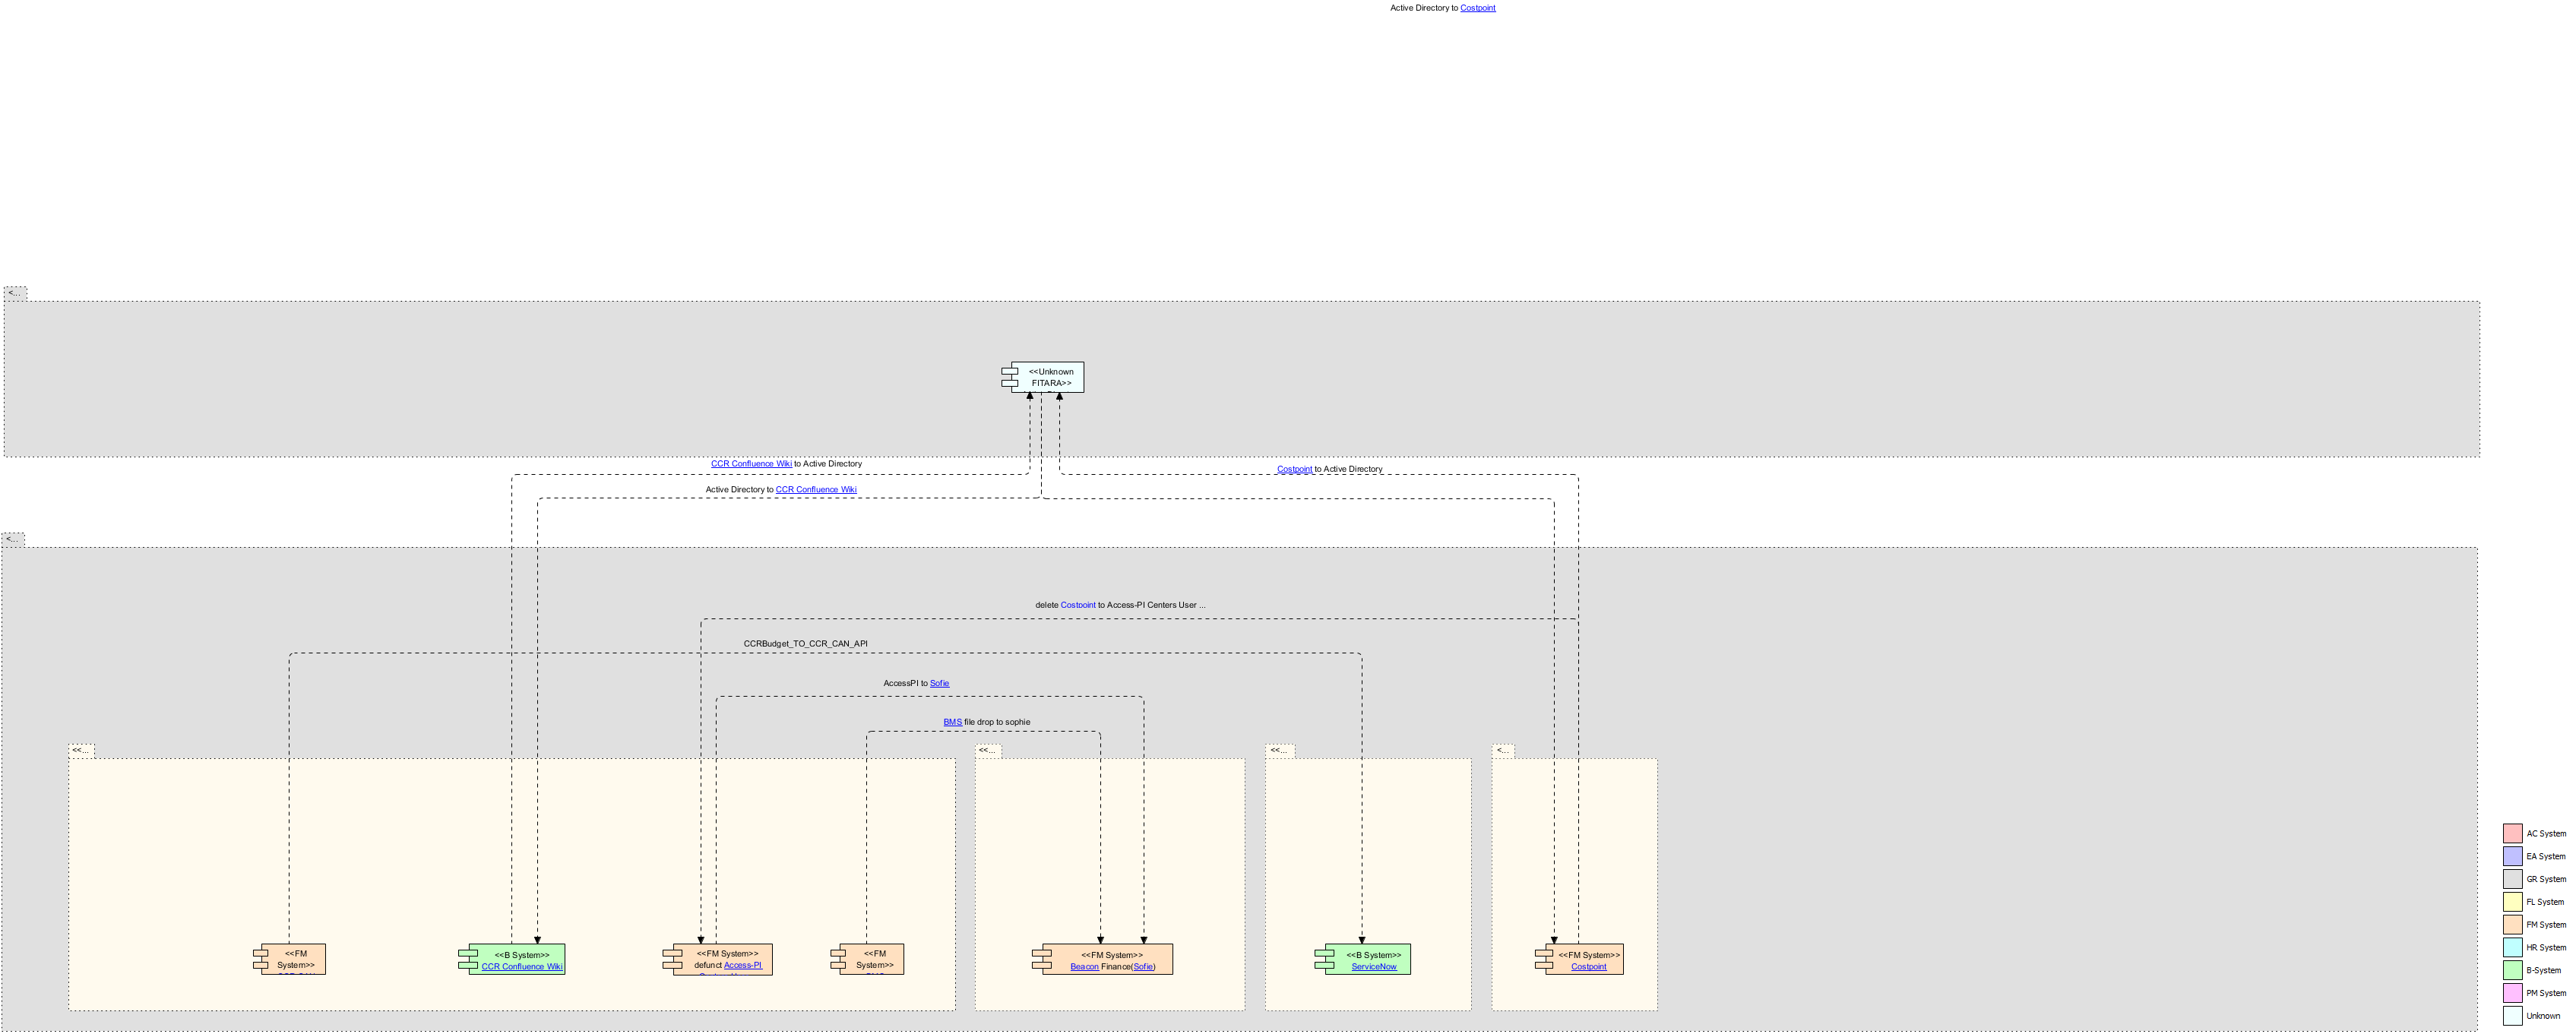 Active Directory to Costpoint
<...
<<Unknown
FITARA>>
CCR Confluence Wiki to Active Directory
Costpoint to Active Directory
Active Directory to CCR Confluence Wiki
<...
delete Costpoint to Access-PI Centers User ...
CCRBudget_TO_CCR_CAN_API
AccessPI to Sofie
BMS file drop to sophie
<<...
<<...
<<...
<...
<<FM
System>>
<<B System>>
CCR Confluence Wiki
<<FM System>>
defunct Access-PI
<<FM
System>>
<<FM System>>
Beacon Finance(Sofie)
<<B System>>
ServiceNow
<<FM System>>
Costpoint
AC System
EA System
GR System
FL System
FM System
HR System
B-System
PM System
Unknown